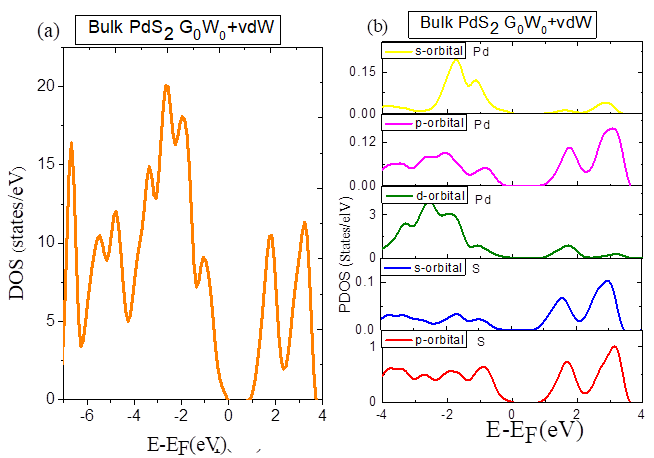 (a) Bulk PdS2 G0W0+vdW
20
15
10
5
0
DOS (states/eV)
-6 -4 -2 0 2 4
E-EF(eV)
(b) Bulk PdS2 G0W0+vdW
s-orbital Pd
0.15
0.00
p-orbital Pd
0.12
0.00
d-orbital Pd
3
0
s-orbital S
0.1
0.0
p-orbital S
1
0
PDOS (States/eV)
-4 -2 0 2 4
E-EF(eV)